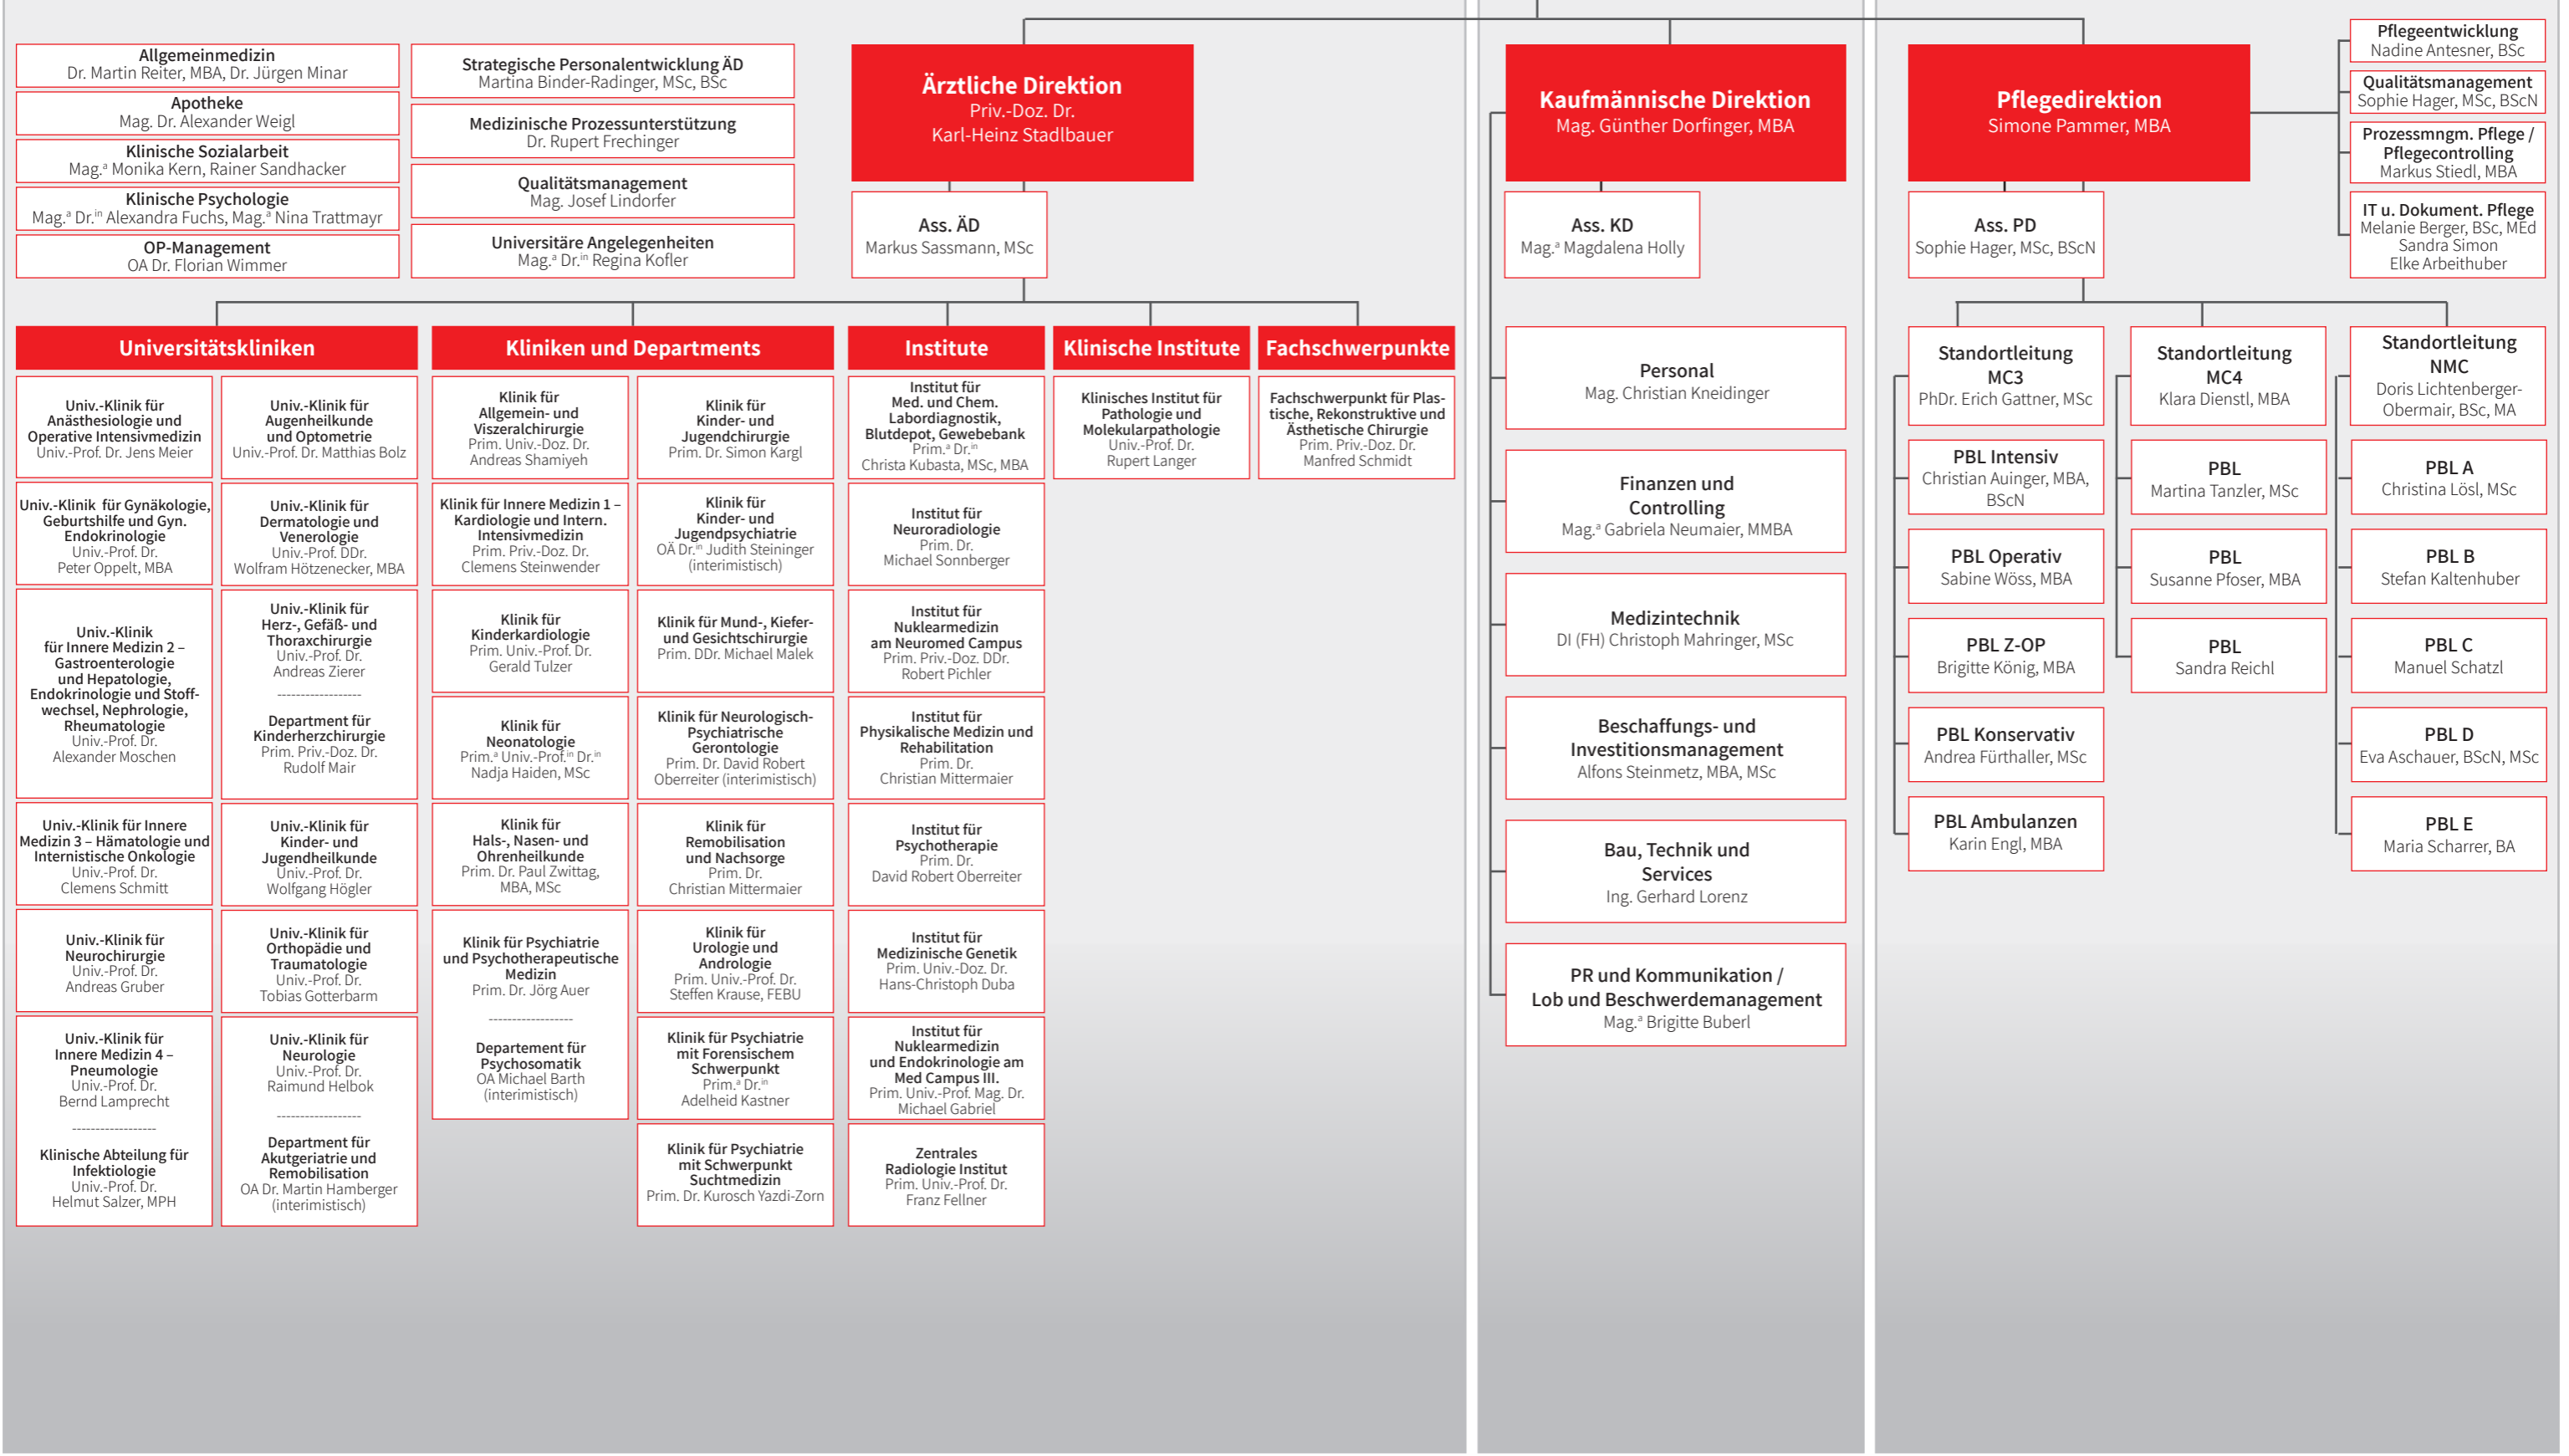 Allgemeinmedizin
Dr. Martin Reiter, MBA, Dr. Jürgen Minar
Apotheke
Mag. Dr. Alexander Weigl
Klinische Sozialarbeit
Mag.ª Monika Kern, Rainer Sandhacker
Klinische Psychologie
Mag.ª Dr.ⁱⁿ Alexandra Fuchs, Mag.ª Nina Trattmayr
OP-Management
OA Dr. Florian Wimmer
Strategische Personalentwicklung ÄD
Martina Binder-Radinger, MSc, BSc
Medizinische Prozessunterstützung
Dr. Rupert Frechinger
Qualitätsmanagement
Mag. Josef Lindorfer
Universitäre Angelegenheiten
Mag.ª Dr.ⁱⁿ Regina Kofler
Ärztliche Direktion
Priv.-Doz. Dr.
Karl-Heinz Stadlbauer
Ass. ÄD
Markus Sassmann, MSc
Universitätskliniken
Univ.-Klinik für
Anästhesiologie und
Operative Intensivmedizin
Univ.-Prof. Dr. Jens Meier
Univ.-Klinik für Gynäkologie,
Geburtshilfe und Gyn.
Endokrinologie
Univ.-Prof. Dr.
Peter Oppelt, MBA
Univ.-Klinik
für Innere Medizin 2 –
Gastroenterologie
und Hepatologie,
Endokrinologie und Stoff-
wechsel, Nephrologie,
Rheumatologie
Univ.-Prof. Dr.
Alexander Moschen
Univ.-Klinik für Innere
Medizin 3 – Hämatologie und
Internistische Onkologie
Univ.-Prof. Dr.
Clemens Schmitt
Univ.-Klinik für
Neurochirurgie
Univ.-Prof. Dr.
Andreas Gruber
Univ.-Klinik für
Innere Medizin 4 –
Pneumologie
Univ.-Prof. Dr.
Bernd Lamprecht
------------------
Klinische Abteilung für
Infektiologie
Univ.-Prof. Dr.
Helmut Salzer, MPH
Univ.-Klinik für
Augenheilkunde
und Optometrie
Univ.-Prof. Dr. Matthias Bolz
Univ.-Klinik für
Dermatologie und
Venerologie
Univ.-Prof. DDr.
Wolfram Hötzenecker, MBA
Univ.-Klinik für
Herz-, Gefäß- und
Thoraxchirurgie
Univ.-Prof. Dr.
Andreas Zierer
------------------
Department für
Kinderherzchirurgie
Prim. Priv.-Doz. Dr.
Rudolf Mair
Univ.-Klinik für
Kinder- und
Jugendheilkunde
Univ.-Prof. Dr.
Wolfgang Högler
Univ.-Klinik für
Orthopädie und
Traumatologie
Univ.-Prof. Dr.
Tobias Gotterbarm
Univ.-Klinik für
Neurologie
Univ.-Prof. Dr.
Raimund Helbok
------------------
Department für
Akutgeriatrie und
Remobilisation
OA Dr. Martin Hamberger
(interimistisch)
Kliniken und Departments
Klinik für
Allgemein- und
Viszeralchirurgie
Prim. Univ.-Doz. Dr.
Andreas Shamiyeh
Klinik für Innere Medizin 1 –
Kardiologie und Intern.
Intensivmedizin
Prim. Priv.-Doz. Dr.
Clemens Steinwender
Klinik für
Kinderkardiologie
Prim. Univ.-Prof. Dr.
Gerald Tulzer
Klinik für
Neonatologie
Prim.ª Univ.-Prof.ⁱⁿ Dr.ⁱⁿ
Nadja Haiden, MSc
Klinik für
Hals-, Nasen- und
Ohrenheilkunde
Prim. Dr. Paul Zwittag,
MBA, MSc
Klinik für Psychiatrie
und Psychotherapeutische
Medizin
Prim. Dr. Jörg Auer
------------------
Departement für
Psychosomatik
OA Michael Barth
(interimistisch)
Klinik für
Kinder- und
Jugendchirurgie
Prim. Dr. Simon Kargl
Klinik für
Kinder- und
Jugendpsychiatrie
OÄ Dr.ⁱⁿ Judith Steininger
(interimistisch)
Klinik für Mund-, Kiefer-
und Gesichtschirurgie
Prim. DDr. Michael Malek
Klinik für Neurologisch-
Psychiatrische
Gerontologie
Prim. Dr. David Robert
Oberreiter (interimistisch)
Klinik für
Remobilisation
und Nachsorge
Prim. Dr.
Christian Mittermaier
Klinik für
Urologie und
Andrologie
Prim. Univ.-Prof. Dr.
Steffen Krause, FEBU
Klinik für Psychiatrie
mit Forensischem
Schwerpunkt
Prim.ª Dr.ⁱⁿ
Adelheid Kastner
Klinik für Psychiatrie
mit Schwerpunkt
Suchtmedizin
Prim. Dr. Kurosch Yazdi-Zorn
Institute
Institut für
Med. und Chem.
Labordiagnostik,
Blutdepot, Gewebebank
Prim.ª Dr.ⁱⁿ
Christa Kubasta, MSc, MBA
Institut für
Neuroradiologie
Prim. Dr.
Michael Sonnberger
Institut für
Nuklearmedizin
am Neuromed Campus
Prim. Priv.-Doz. DDr.
Robert Pichler
Institut für
Physikalische Medizin und
Rehabilitation
Prim. Dr.
Christian Mittermaier
Institut für
Psychotherapie
Prim. Dr.
David Robert Oberreiter
Institut für
Medizinische Genetik
Prim. Univ.-Doz. Dr.
Hans-Christoph Duba
Institut für
Nuklearmedizin
und Endokrinologie am
Med Campus III.
Prim. Univ.-Prof. Mag. Dr.
Michael Gabriel
Zentrales
Radiologie Institut
Prim. Univ.-Prof. Dr.
Franz Fellner
Klinische Institute
Klinisches Institut für
Pathologie und
Molekularpathologie
Univ.-Prof. Dr.
Rupert Langer
Fachschwerpunkte
Fachschwerpunkt für Plas-
tische, Rekonstruktive und
Ästhetische Chirurgie
Prim. Priv.-Doz. Dr.
Manfred Schmidt
Kaufmännische Direktion
Mag. Günther Dorfinger, MBA
Ass. KD
Mag.ª Magdalena Holly
Personal
Mag. Christian Kneidinger
Finanzen und
Controlling
Mag.ª Gabriela Neumaier, MMBA
Medizintechnik
DI (FH) Christoph Mahringer, MSc
Beschaffungs- und
Investitionsmanagement
Alfons Steinmetz, MBA, MSc
Bau, Technik und
Services
Ing. Gerhard Lorenz
PR und Kommunikation /
Lob und Beschwerdemanagement
Mag.ª Brigitte Buberl
Pflegedirektion
Simone Pammer, MBA
Ass. PD
Sophie Hager, MSc, BScN
Pflegeentwicklung
Nadine Antesner, BSc
Qualitätsmanagement
Sophie Hager, MSc, BScN
Prozessmngm. Pflege /
Pflegecontrolling
Markus Stiedl, MBA
IT u. Dokument. Pflege
Melanie Berger, BSc, MEd
Sandra Simon
Elke Arbeithuber
Standortleitung
MC3
PhDr. Erich Gattner, MSc
PBL Intensiv
Christian Auinger, MBA,
BScN
PBL Operativ
Sabine Wöss, MBA
PBL Z-OP
Brigitte König, MBA
PBL Konservativ
Andrea Fürthaller, MSc
PBL Ambulanzen
Karin Engl, MBA
Standortleitung
MC4
Klara Dienstl, MBA
PBL
Martina Tanzler, MSc
PBL
Susanne Pfoser, MBA
PBL
Sandra Reichl
Standortleitung
NMC
Doris Lichtenberger-
Obermair, BSc, MA
PBL A
Christina Lösl, MSc
PBL B
Stefan Kaltenhuber
PBL C
Manuel Schatzl
PBL D
Eva Aschauer, BScN, MSc
PBL E
Maria Scharrer, BA